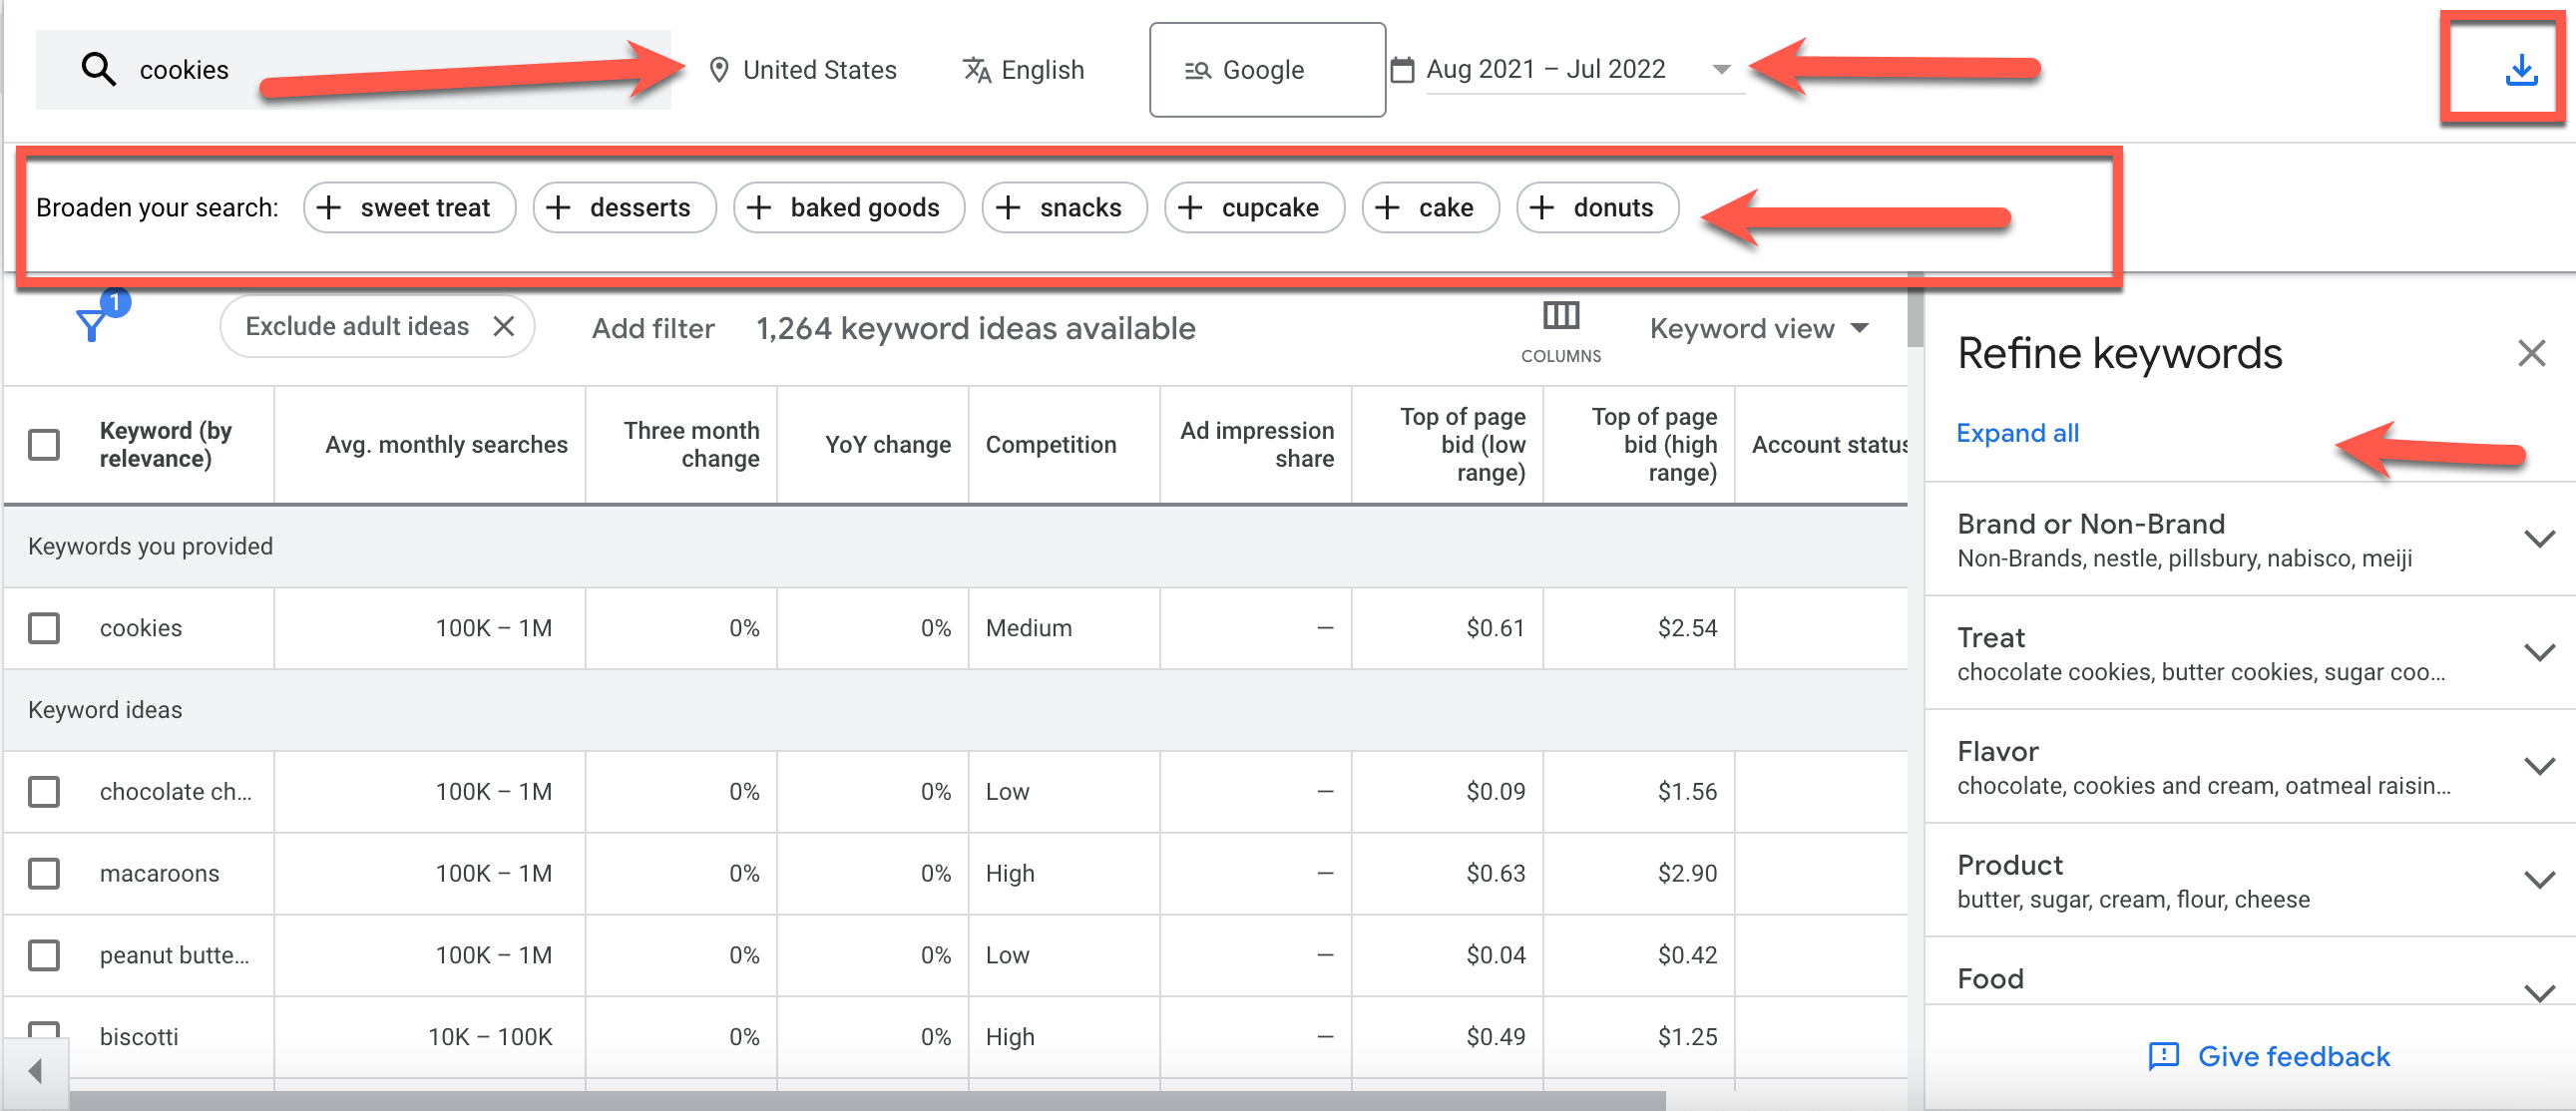 cookies United States English Google Aug 2021 – Jul 2022
Broaden your search: sweet treat desserts baked goods snacks cupcake cake donuts
1
Exclude adult ideas Add filter 1,264 keyword ideas available COLUMNS Keyword view
Keyword (by relevance) Avg. monthly searches Three month change YoY change Competition Ad impression share Top of page bid (low range) Top of page bid (high range) Account status
Keywords you provided
cookies 100K – 1M 0% 0% Medium — $0.61 $2.54
Keyword ideas
chocolate ch... 100K – 1M 0% 0% Low — $0.09 $1.56
macaroons 100K – 1M 0% 0% High — $0.63 $2.90
peanut butte... 100K – 1M 0% 0% Low — $0.04 $0.42
biscotti 10K – 100K 0% 0% High — $0.49 $1.25
Refine keywords
Expand all
Brand or Non-Brand
Non-Brands, nestle, pillsbury, nabisco, meiji
Treat
chocolate cookies, butter cookies, sugar coo...
Flavor
chocolate, cookies and cream, oatmeal raisin...
Product
butter, sugar, cream, flour, cheese
Food
Give feedback